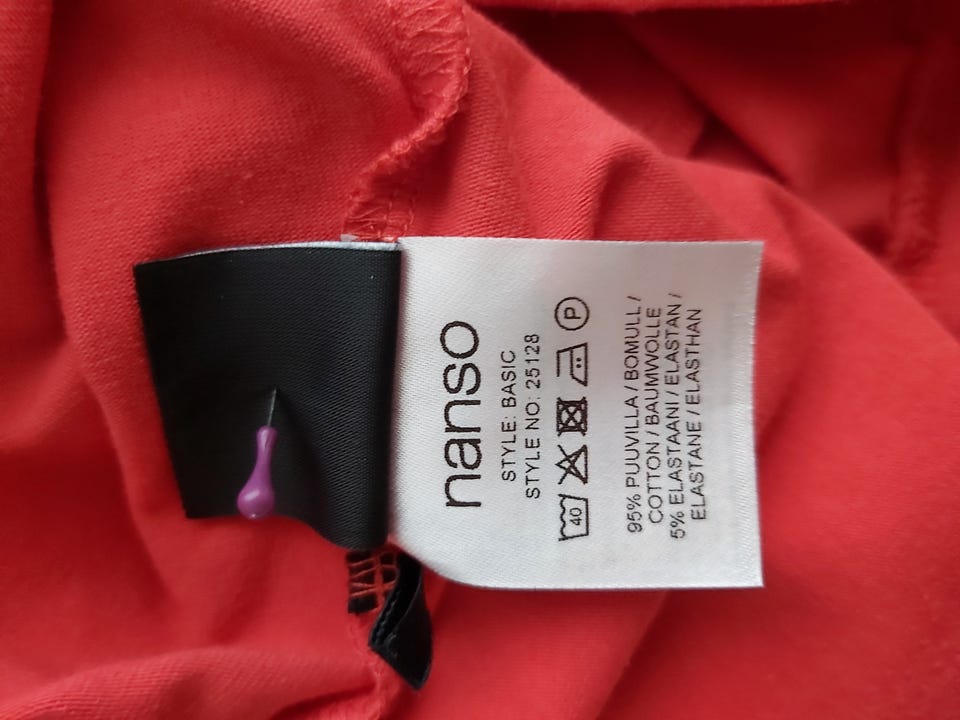 nanso
STYLE: BASIC
STYLE NO: 25128
40 P
95% PUUVILLA / BOMULL /
COTTON / BAUMWOLLE
5% ELASTAANI / ELASTAN /
ELASTANE / ELASTHAN